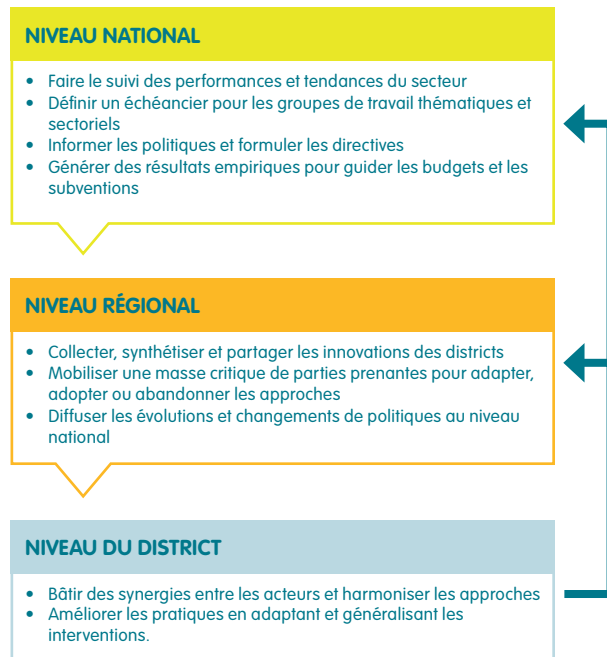 NIVEAU NATIONAL
• Faire le suivi des performances et tendances du secteur
• Définir un échéancier pour les groupes de travail thématiques et
sectoriels
• Informer les politiques et formuler les directives
• Générer des résultats empiriques pour guider les budgets et les
subventions
NIVEAU RÉGIONAL
• Collecter, synthétiser et partager les innovations des districts
• Mobiliser une masse critique de parties prenantes pour adapter,
adopter ou abandonner les approches
• Diffuser les évolutions et changements de politiques au niveau
national
NIVEAU DU DISTRICT
• Bâtir des synergies entre les acteurs et harmoniser les approches
• Améliorer les pratiques en adaptant et généralisant les
interventions.